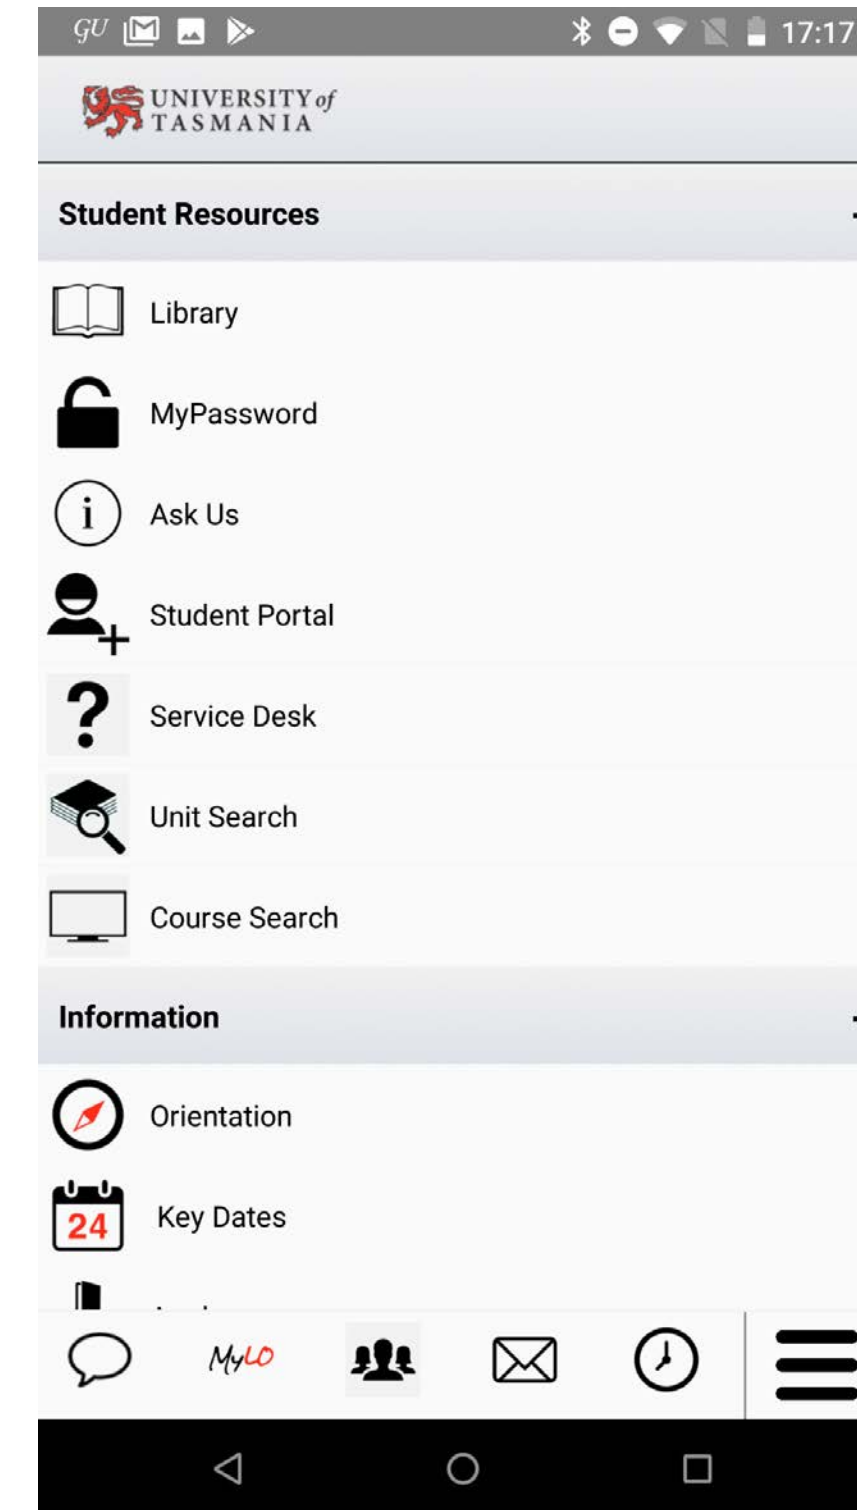 GU 17:17
UNIVERSITY of
TASMANIA
Student Resources
Library
MyPassword
Ask Us
i
Student Portal
Service Desk
?
Unit Search
Course Search
Information
Orientation
Key Dates
24
MyLO